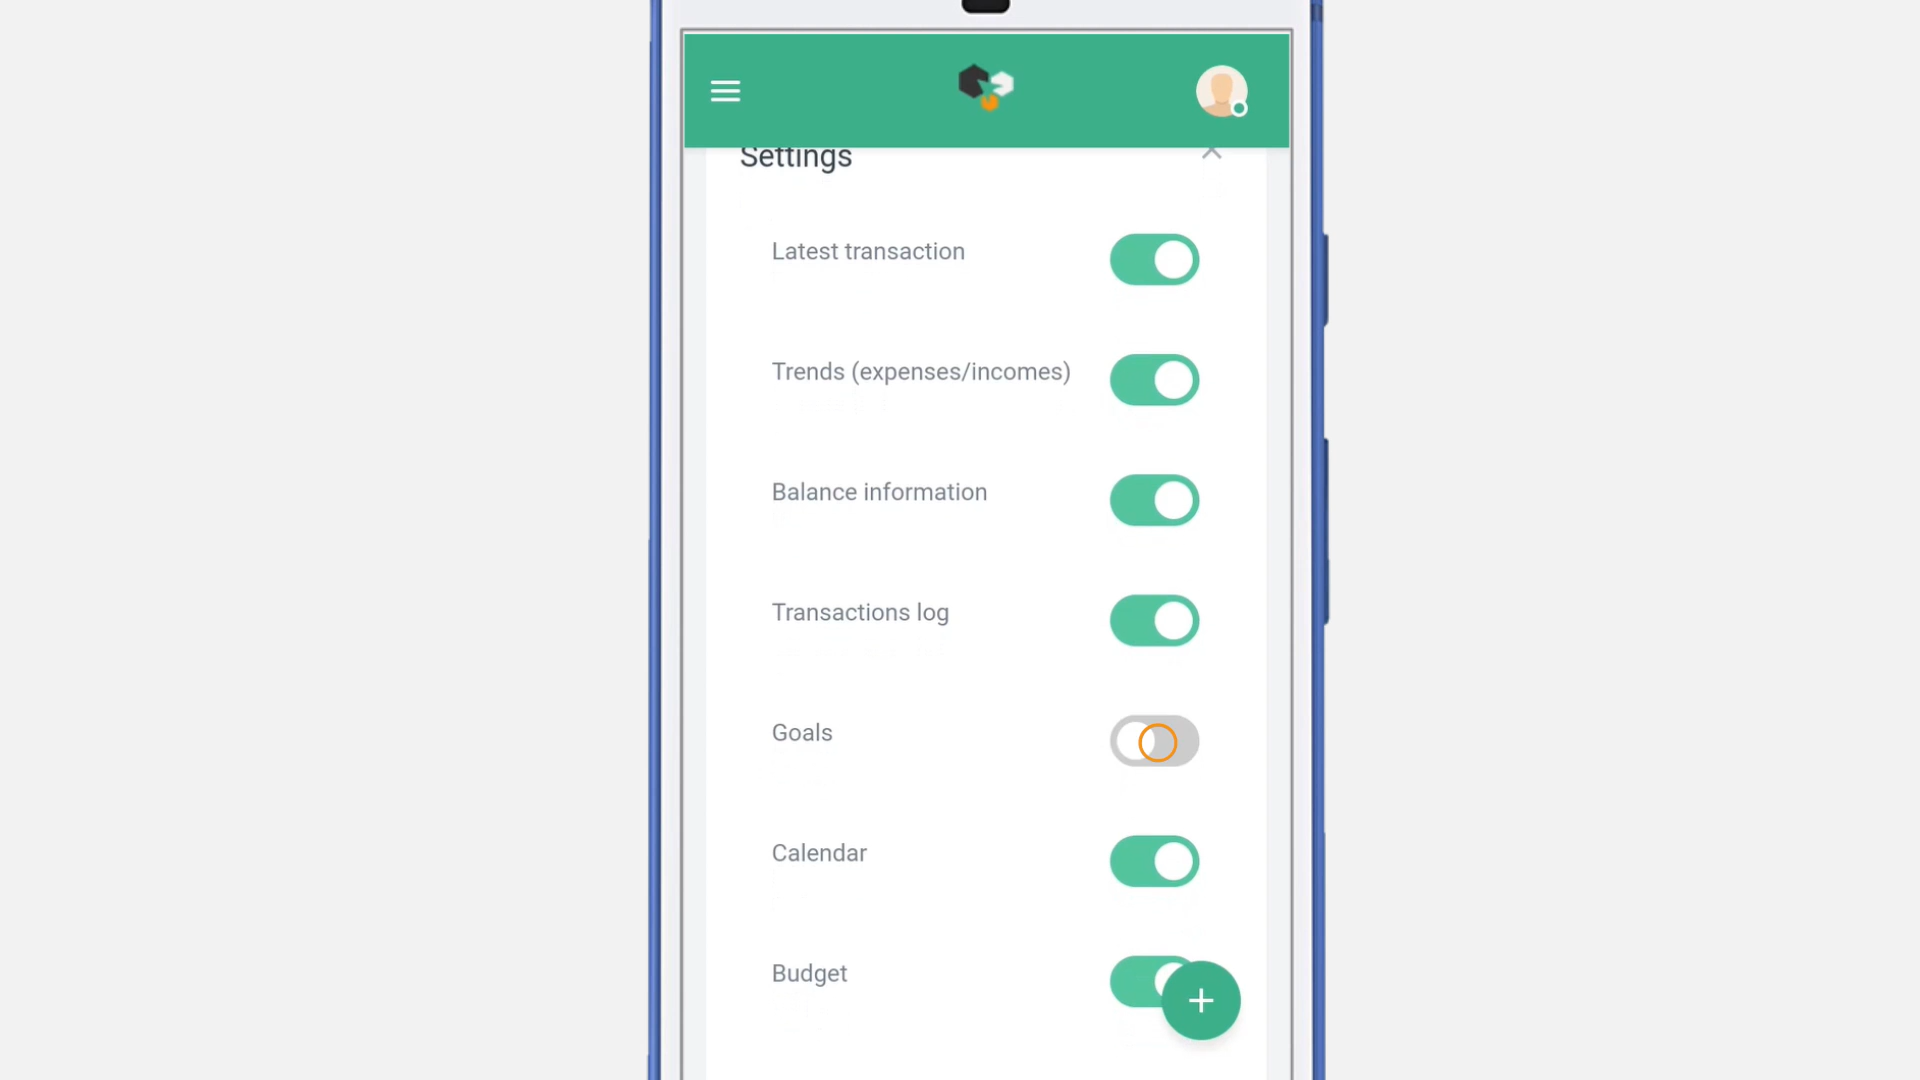 Settings
Latest transaction
Trends (expenses/incomes)
Balance information
Transactions log
Goals
Calendar
Budget